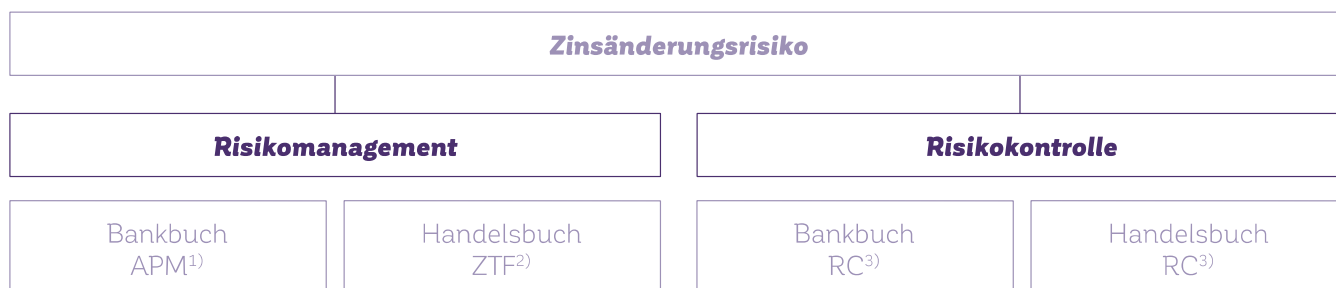 Zinsänderungsrisiko
Risikomanagement
Risikokontrolle
Bankbuch
APM1)
Handelsbuch
ZTF2)
Bankbuch
RC3)
Handelsbuch
RC3)